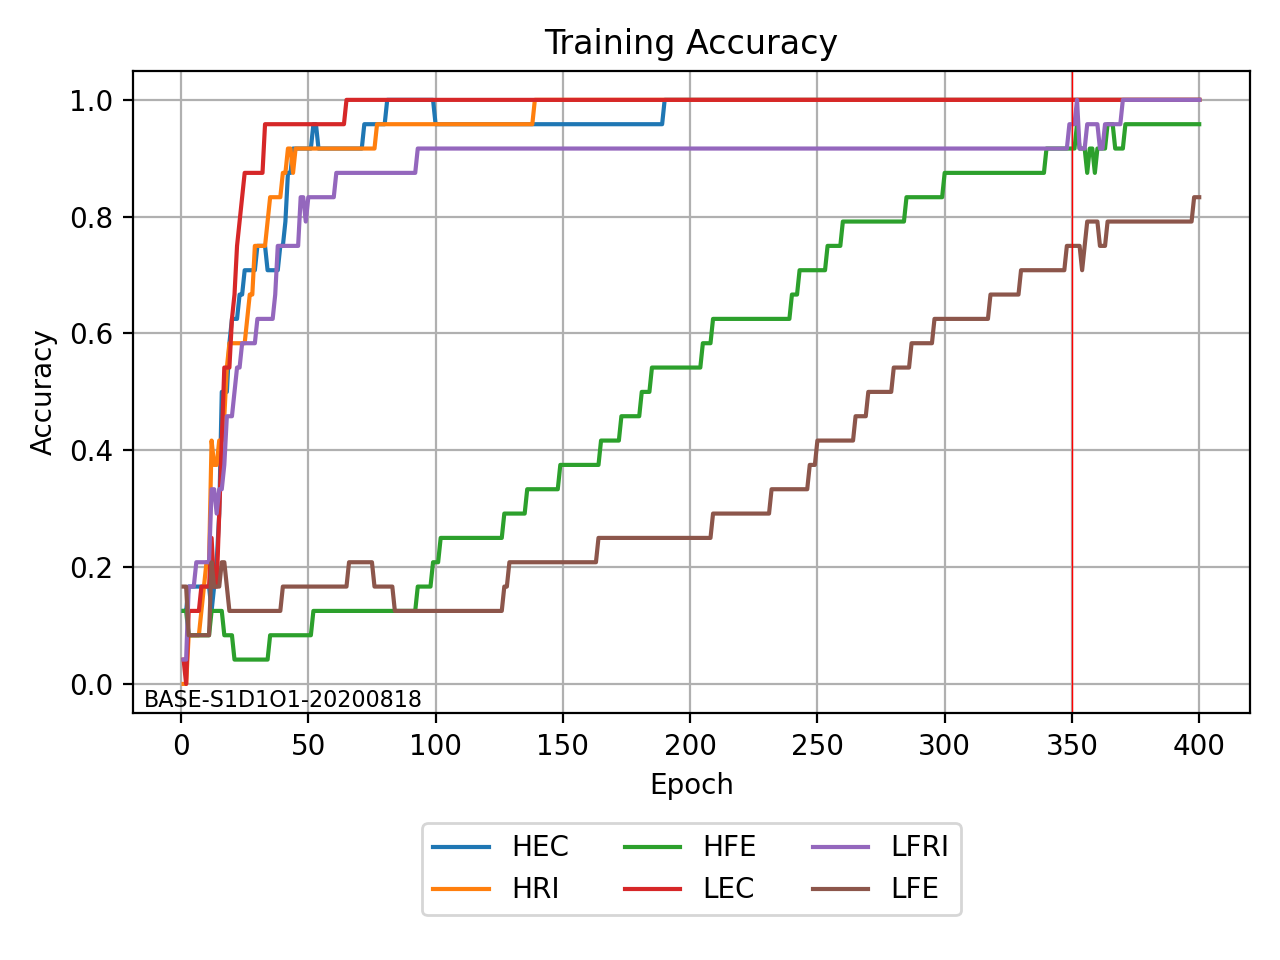 Training Accuracy
1.0
0.8
0.6
0.4
0.2
0.0
Accuracy
BASE-S1D1O1-20200818
0 50 100 150 200 250 300 350 400
Epoch
HEC HFE LFRI
HRI LEC LFE